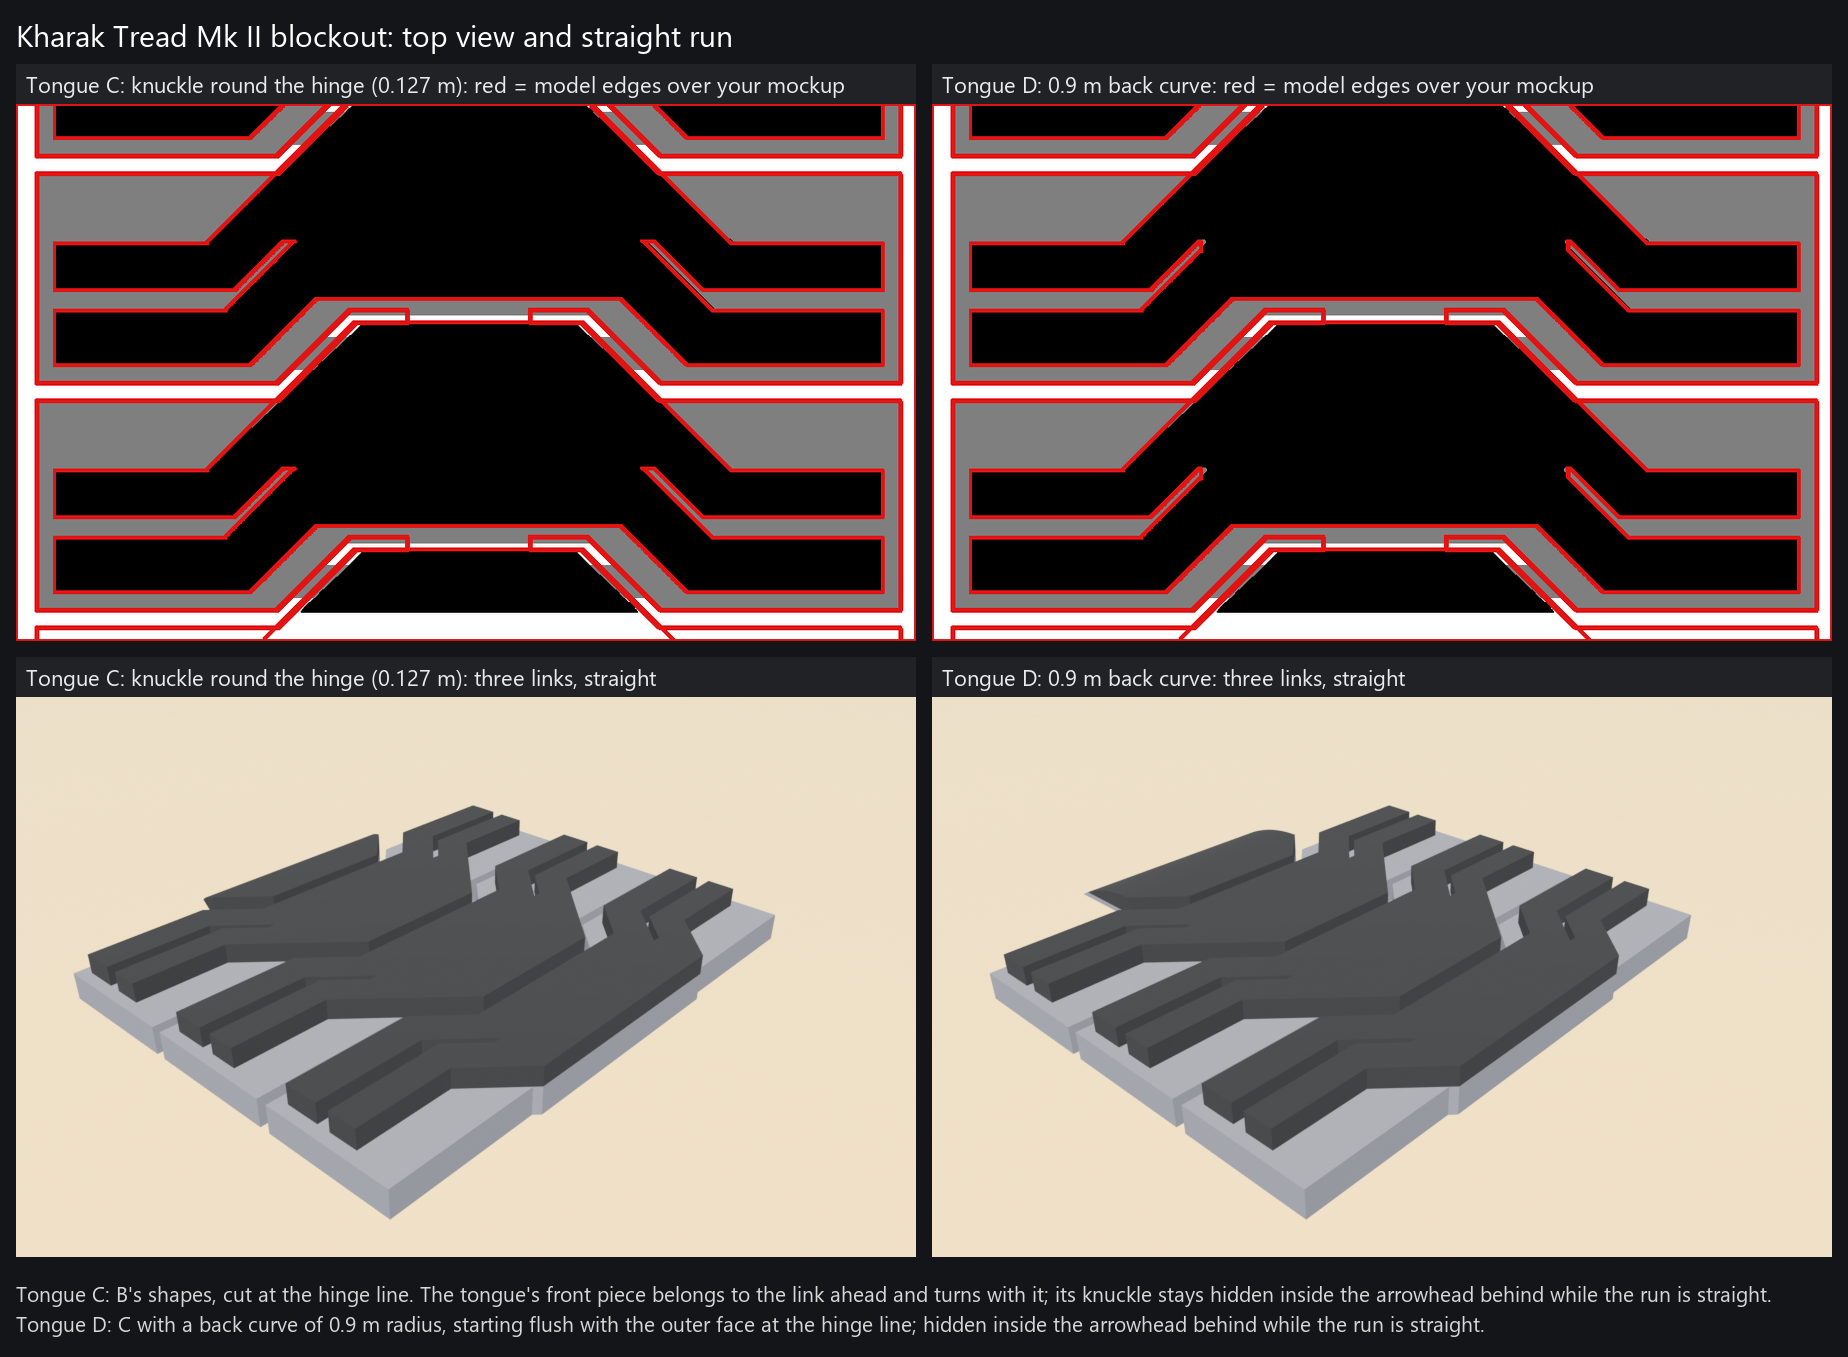 Kharak Tread Mk II blockout: top view and straight run
Tongue C: knuckle round the hinge (0.127 m): red = model edges over your mockup
Tongue D: 0.9 m back curve: red = model edges over your mockup
Tongue C: knuckle round the hinge (0.127 m): three links, straight
Tongue D: 0.9 m back curve: three links, straight
Tongue C: B's shapes, cut at the hinge line. The tongue's front piece belongs to the link ahead and turns with it; its knuckle stays hidden inside the arrowhead behind while the run is straight.
Tongue D: C with a back curve of 0.9 m radius, starting flush with the outer face at the hinge line; hidden inside the arrowhead behind while the run is straight.